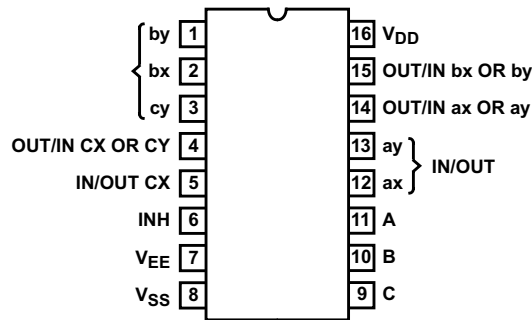 by 1 16 VDD
bx 2 15 OUT/IN bx OR by
cy 3 14 OUT/IN ax OR ay
OUT/IN CX OR CY 4 13 ay
IN/OUT
IN/OUT CX 5 12 ax
INH 6 11 A
VEE 7 10 B
VSS 8 9 C